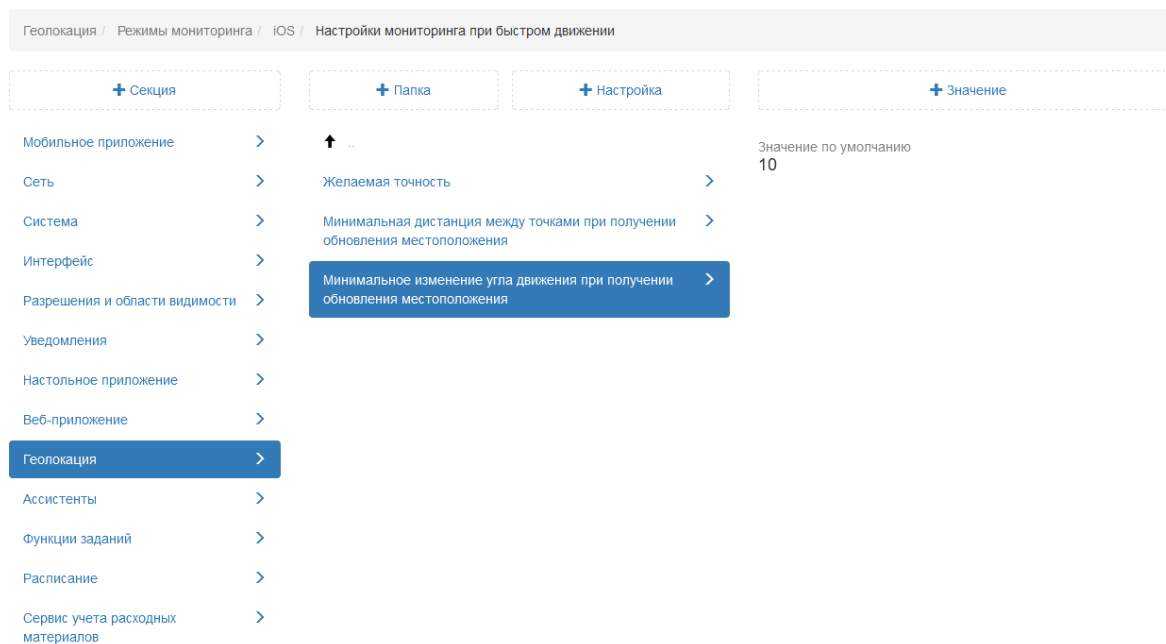 Геолокация / Режимы мониторинга / iOS / Настройки мониторинга при быстром движении
Секция
Папка
Настройка
Значение
Мобильное приложение
Сеть
Система
Интерфейс
Разрешения и области видимости
Уведомления
Настольное приложение
Веб-приложение
Геолокация
Ассистенты
Функции заданий
Расписание
Сервис учета расходных
материалов
..
Желаемая точность
Минимальная дистанция между точками при получении
обновления местоположения
Минимальное изменение угла движения при получении
обновления местоположения
Значение по умолчанию
10